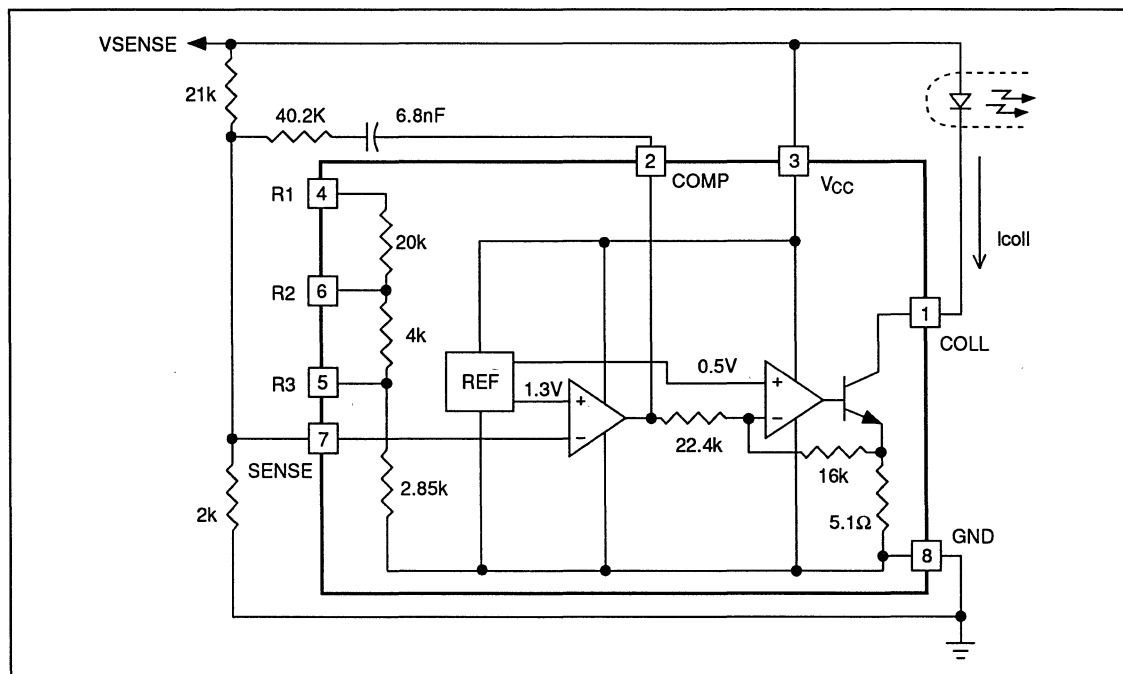 VSENSE
21k
40.2K
6.8nF
2
COMP
3
VCC
R1
4
20k
Icoll
R2
6
4k
1
COLL
R3
5
REF
0.5V
+
1.3V
+
−
−
22.4k
7
SENSE
16k
2.85k
2k
5.1Ω
GND
8